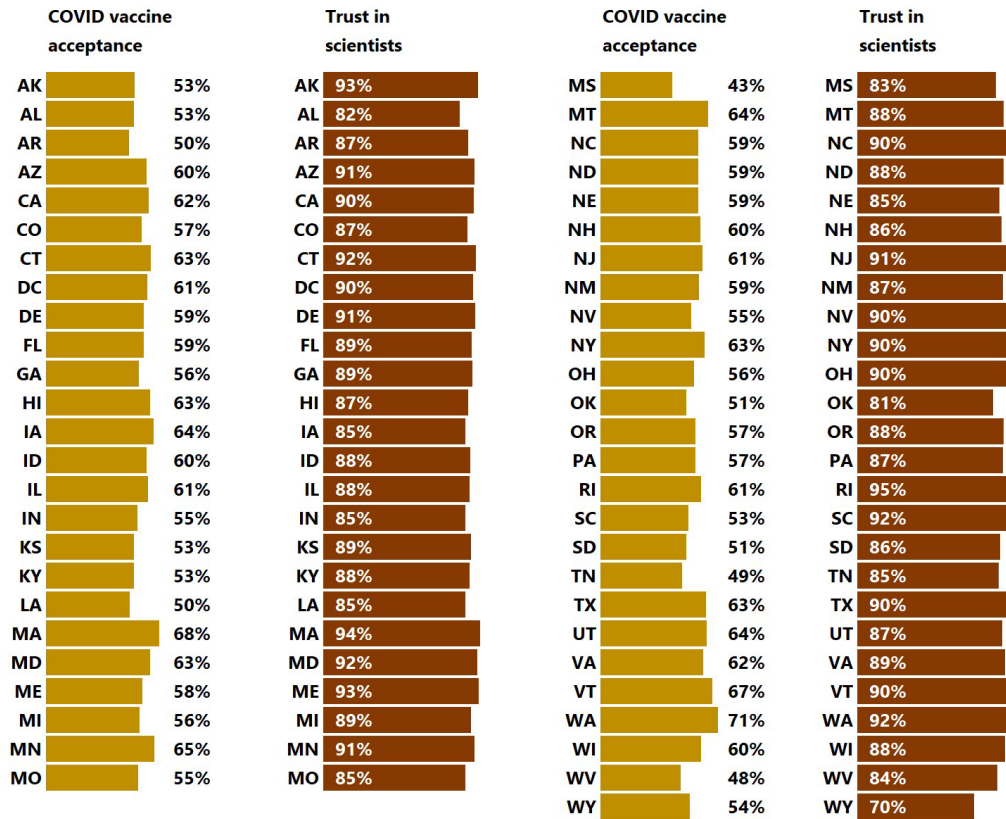 COVID vaccine acceptance
Trust in scientists
COVID vaccine acceptance
Trust in scientists
AK 53% AK 93% MS 43% MS 83%
AL 53% AL 82% MT 64% MT 88%
AR 50% AR 87% NC 59% NC 90%
AZ 60% AZ 91% ND 59% ND 88%
CA 62% CA 90% NE 59% NE 85%
CO 57% CO 87% NH 60% NH 86%
CT 63% CT 92% NJ 61% NJ 91%
DC 61% DC 90% NM 59% NM 87%
DE 59% DE 91% NV 55% NV 90%
FL 59% FL 89% NY 63% NY 90%
GA 56% GA 89% OH 56% OH 90%
HI 63% HI 87% OK 51% OK 81%
IA 64% IA 85% OR 57% OR 88%
ID 60% ID 88% PA 57% PA 87%
IL 61% IL 88% RI 61% RI 95%
IN 55% IN 85% SC 53% SC 92%
KS 53% KS 89% SD 51% SD 86%
KY 53% KY 88% TN 49% TN 85%
LA 50% LA 85% TX 63% TX 90%
MA 68% MA 94% UT 64% UT 87%
MD 63% MD 92% VA 62% VA 89%
ME 58% ME 93% VT 67% VT 90%
MI 56% MI 89% WA 71% WA 92%
MN 65% MN 91% WI 60% WI 88%
MO 55% MO 85% WV 48% WV 84%
WY 54% WY 70%